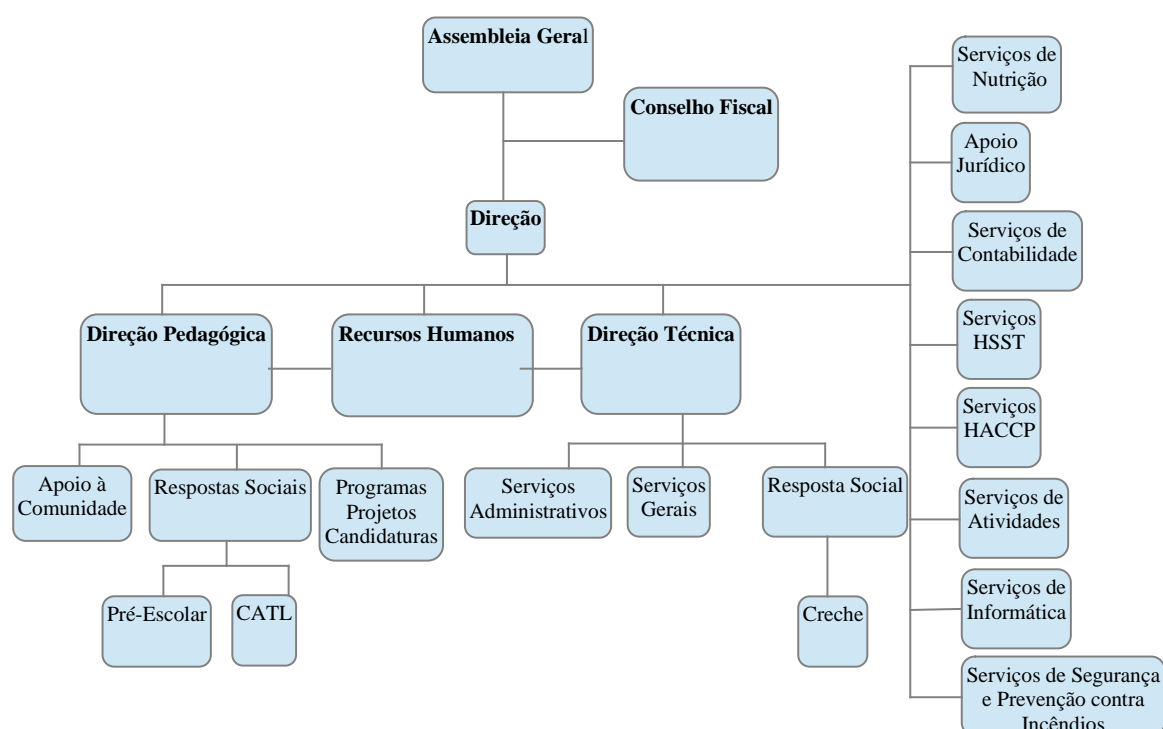 Assembleia Geral
Conselho Fiscal
Direção
Direção Pedagógica
Recursos Humanos
Direção Técnica
Apoio à
Comunidade
Respostas Sociais
Programas
Projetos
Candidaturas
Serviços
Administrativos
Serviços
Gerais
Resposta Social
Pré-Escolar
CATL
Creche
Serviços de
Nutrição
Apoio
Jurídico
Serviços de
Contabilidade
Serviços
HSST
Serviços
HACCP
Serviços de
Atividades
Serviços de
Informática
Serviços de Segurança
e Prevenção contra
Incêndios